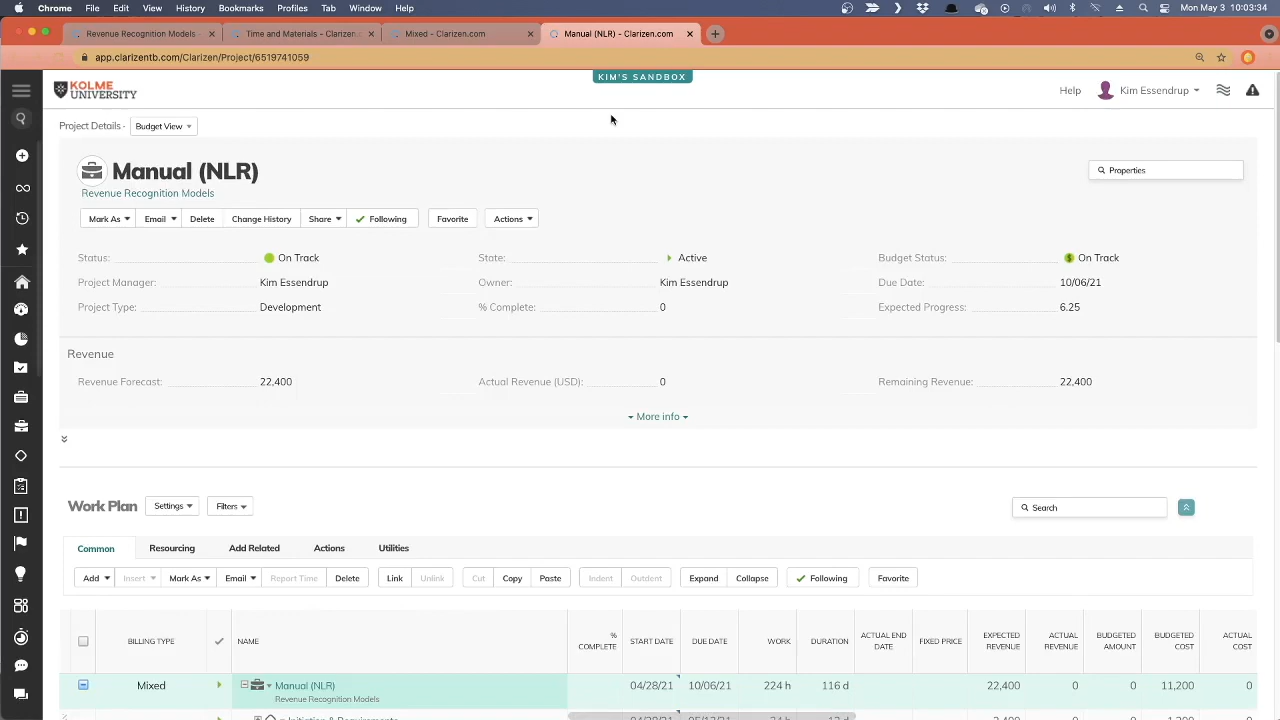 Chrome File Edit View History Bookmarks Profiles Tab Window Help
Mon May 3 10:03:34
Revenue Recognition Models -
Time and Materials - Clarizen.
Mixed - Clarizen.com
Manual (NLR) - Clarizen.com
app.clarizentb.com/Clarizen/Project/6519741059
KIM'S SANDBOX
KOLME
UNIVERSITY
Help Kim Essendrup
Project Details - Budget View
Manual (NLR)
Properties
Revenue Recognition Models
Mark As Email Delete Change History Share Following Favorite Actions
Status: On Track State: Active Budget Status: On Track
Project Manager: Kim Essendrup Owner: Kim Essendrup Due Date: 10/06/21
Project Type: Development % Complete: 0 Expected Progress: 6.25
Revenue
Revenue Forecast: 22,400 Actual Revenue (USD): 0 Remaining Revenue: 22,400
More info
Work Plan Settings Filters Search
Common Resourcing Add Related Actions Utilities
Add Insert Mark As Email Report Time Delete Link Unlink Cut Copy Paste Indent Outdent Expand Collapse Following Favorite
BILLING TYPE NAME % COMPLETE START DATE DUE DATE WORK DURATION ACTUAL END DATE FIXED PRICE EXPECTED REVENUE ACTUAL REVENUE BUDGETED AMOUNT BUDGETED COST ACTUAL COST
Mixed Manual (NLR) 04/28/21 10/06/21 224 h 116 d 22,400 0 0 11,200 0
Revenue Recognition Models
Initiation & Requirements